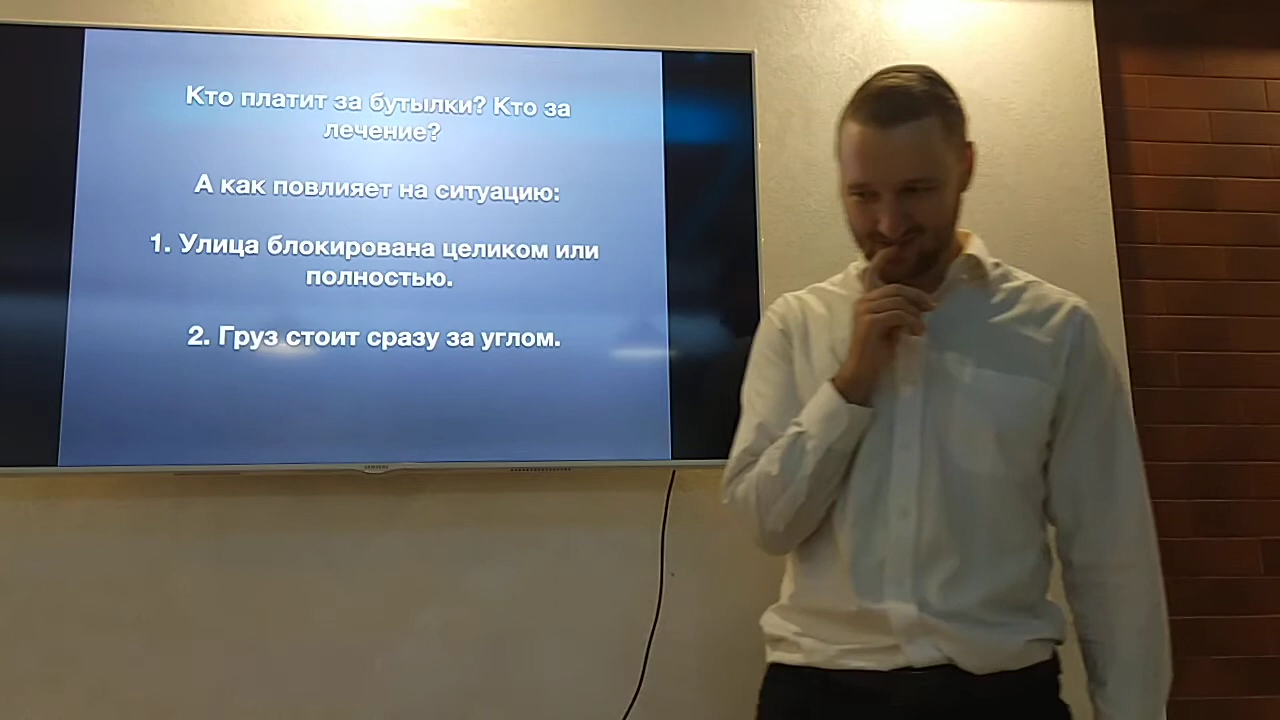 Кто платит за бутылки? Кто за
лечение?
А как повлияет на ситуацию:
1. Улица блокирована целиком или
полностью.
2. Груз стоит сразу за углом.
SAMSUNG